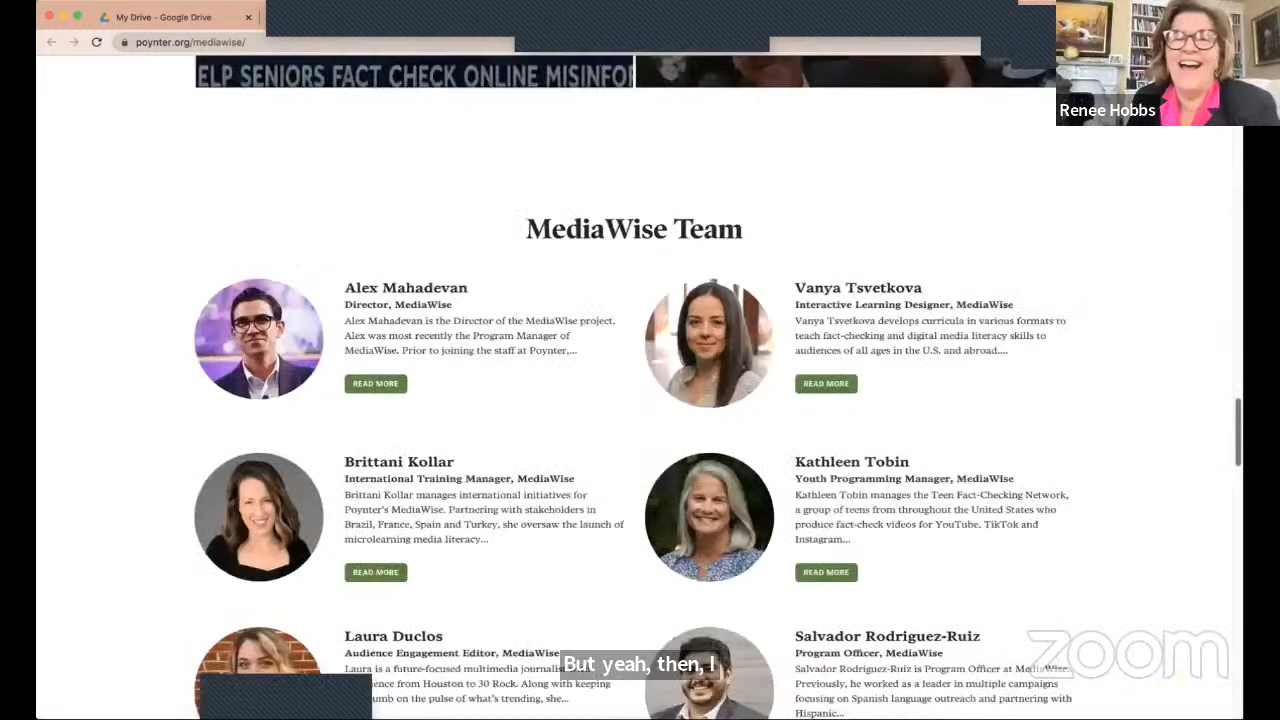 My Drive - Google Drive
poynter.org/mediawise/
ELP SENIORS FACT CHECK ONLINE MISINFOR
Renee Hobbs
MediaWise Team
Alex Mahadevan
Director, MediaWise
Alex Mahadevan is the Director of the MediaWise project.
Alex was most recently the Program Manager of
MediaWise. Prior to joining the staff at Poynter,...
READ MORE
Vanya Tsvetkova
Interactive Learning Designer, MediaWise
Vanya Tsvetkova develops curricula in various formats to
teach fact-checking and digital media literacy skills to
audiences of all ages in the U.S. and abroad....
READ MORE
Brittani Kollar
International Training Manager, MediaWise
Brittani Kollar manages international initiatives for
Poynter's MediaWise. Partnering with stakeholders in
Brazil, France, Spain and Turkey, she oversaw the launch of
microlearning media literacy...
READ MORE
Kathleen Tobin
Youth Programming Manager, MediaWise
Kathleen Tobin manages the Teen Fact-Checking Network,
a group of teens from throughout the United States who
produce fact-check videos for YouTube, TikTok and
Instagram...
READ MORE
Laura Duclos
Audience Engagement Editor, MediaWise
Laura is a future-focused multimedia journalist
ence from Houston to 30 Rock. Along with keeping
umb on the pulse of what's trending, she...
Salvador Rodriguez-Ruiz
Program Officer, MediaWise
Salvador Rodriguez-Ruiz is Program Officer at MediaWise.
Previously, he worked as a leader in multiple campaigns
focusing on Spanish language outreach and partnering with
Hispanic...
But yeah, then, I
zoom